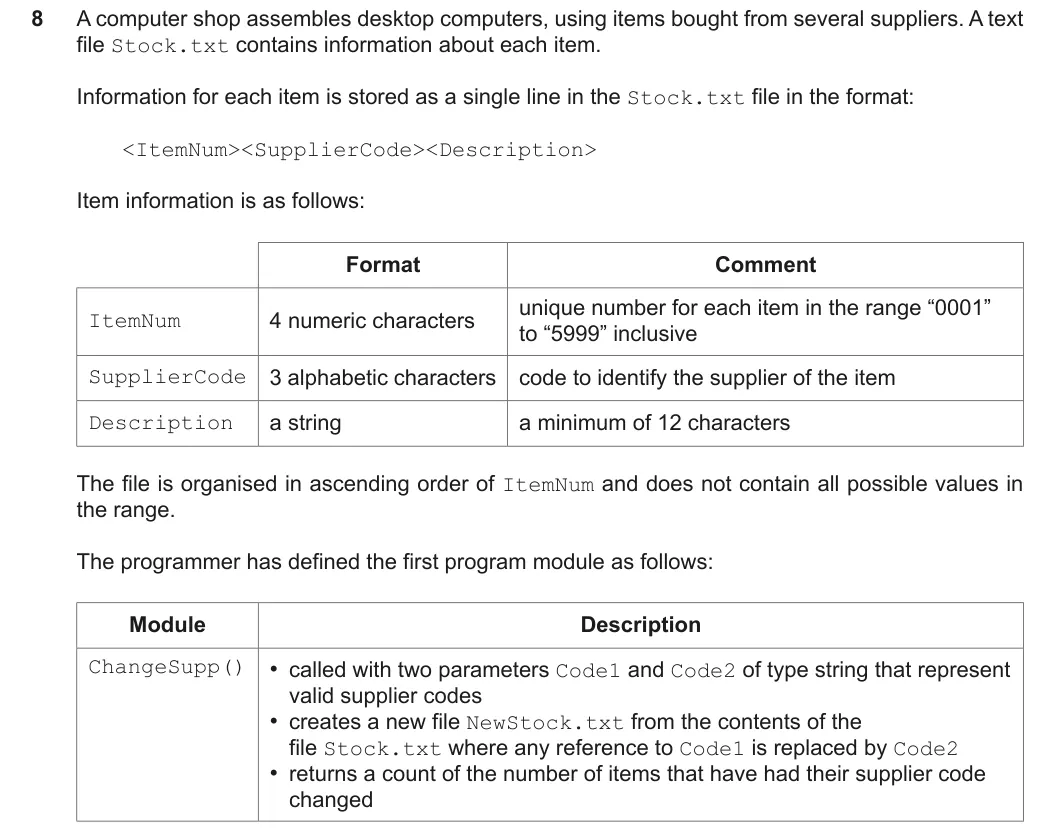 8 A computer shop assembles desktop computers, using items bought from several suppliers. A text
file Stock.txt contains information about each item.
Information for each item is stored as a single line in the Stock.txt file in the format:
<ItemNum><SupplierCode><Description>
Item information is as follows:
Format Comment
ItemNum 4 numeric characters unique number for each item in the range “0001”
to “5999” inclusive
SupplierCode 3 alphabetic characters code to identify the supplier of the item
Description a string a minimum of 12 characters
The file is organised in ascending order of ItemNum and does not contain all possible values in
the range.
The programmer has defined the first program module as follows:
Module Description
ChangeSupp() • called with two parameters Code1 and Code2 of type string that represent
valid supplier codes
• creates a new file NewStock.txt from the contents of the
file Stock.txt where any reference to Code1 is replaced by Code2
• returns a count of the number of items that have had their supplier code
changed